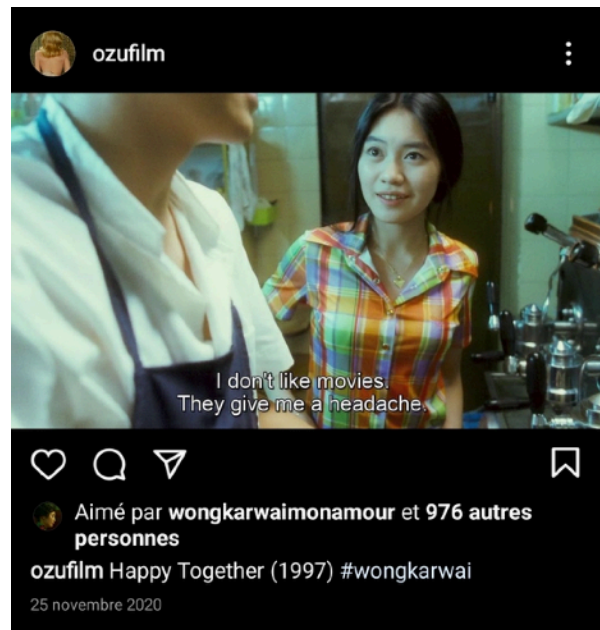 ozufilm
I don't like movies.
They give me a headache.
Aimé par wongkarwaimonamour et 976 autres
personnes
ozufilm Happy Together (1997) #wongkarwai
25 novembre 2020